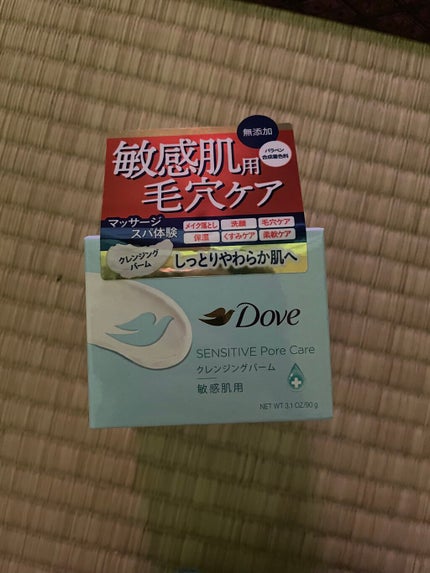 無添加
パラベン
合成着色料
敏感肌用
毛穴ケア
マッサージ
スパ体験
メイク落とし 洗顔 毛穴ケア
保湿 くすみケア 柔軟ケア
クレンジング
バーム
しっとりやわらか肌へ
Dove
SENSITIVE Pore Care
クレンジングバーム
敏感肌用
NET WT 3.1 OZ/90 g